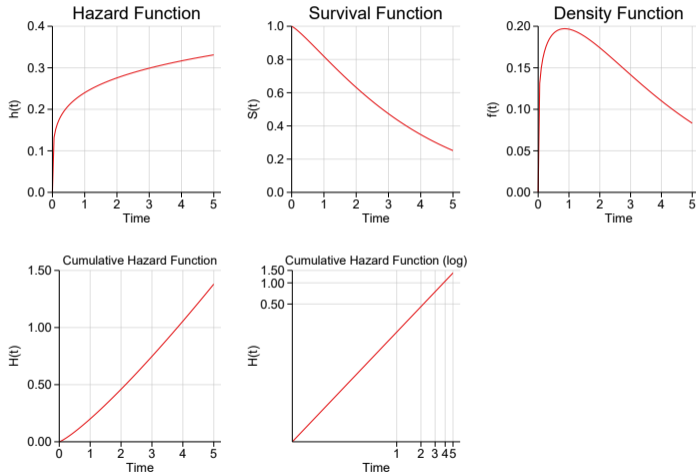 Hazard Function
0.4
0.3
0.2
0.1
0.0
h(t)
0 1 2 3 4 5
Time
Survival Function
1.0
0.8
0.6
0.4
0.2
0.0
S(t)
0 1 2 3 4 5
Time
Density Function
0.20
0.15
0.10
0.05
0.00
f(t)
0 1 2 3 4 5
Time
Cumulative Hazard Function
1.50
1.00
0.50
0.00
H(t)
0 1 2 3 4 5
Time
Cumulative Hazard Function (log)
1.50
1.00
0.50
H(t)
1 2 3 4 5
Time